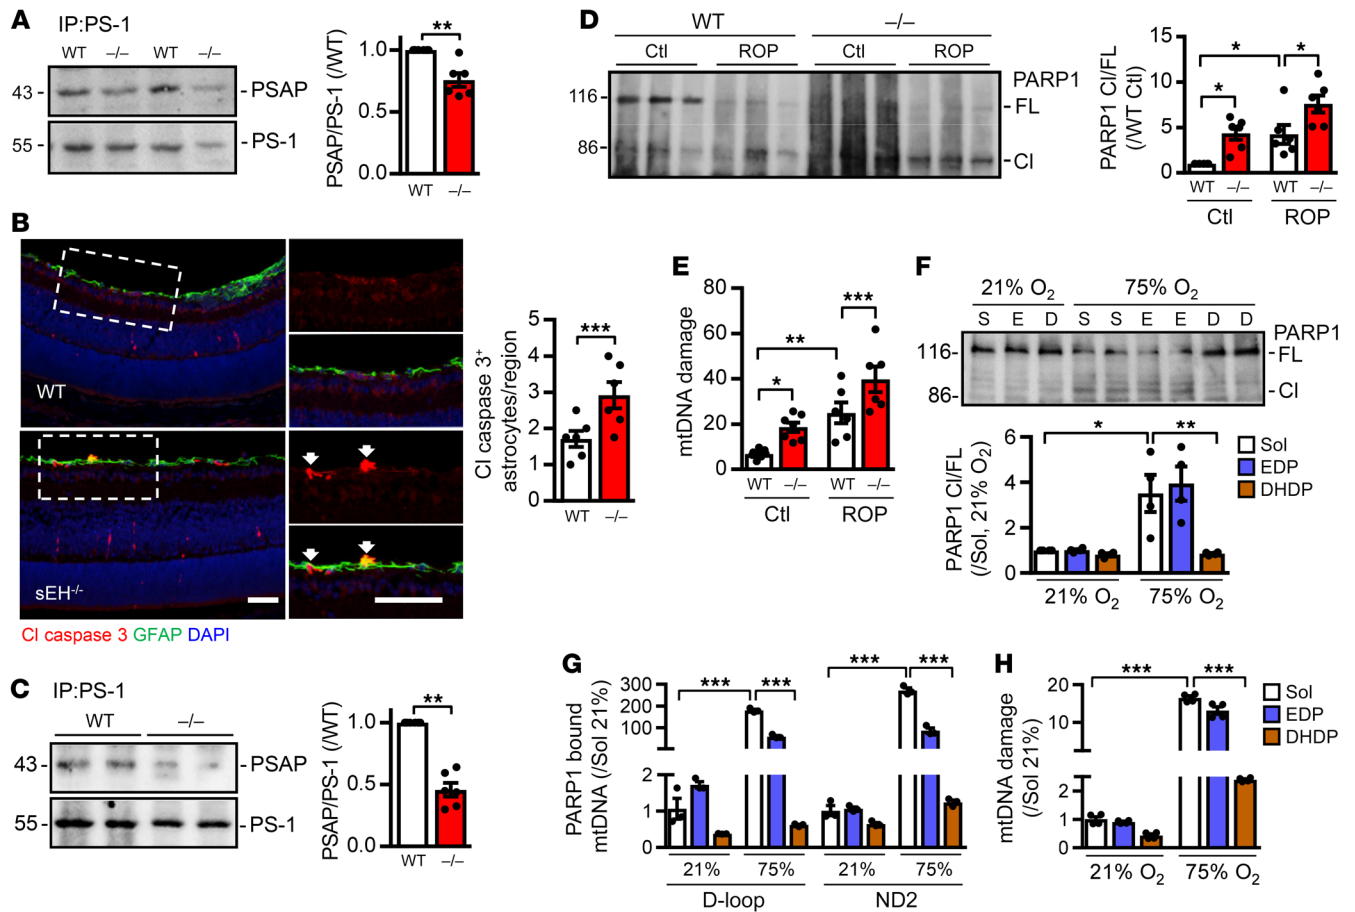 A
IP:PS-1
WT –/– WT –/–
43 - -PSAP
55 - -PS-1
PSAP/PS-1 (/WT)
1.0
0.5
0.0
**
WT –/–
B
WT
sEH-/-
Cl caspase 3 GFAP DAPI
Cl caspase 3+
astrocytes/region
5
4
3
2
1
0
***
WT –/–
C
IP:PS-1
WT –/–
43 - -PSAP
55 - -PS-1
PSAP/PS-1 (/WT)
1.0
0.5
0.0
**
WT –/–
D
WT –/–
Ctl ROP Ctl ROP
PARP1
116- -FL
86- -Cl
PARP1 Cl/FL
(/WT Ctl)
15
10
5
0
* * *
WT –/– WT –/–
Ctl ROP
E
mtDNA damage
80
60
40
20
0
* ** ***
WT –/– WT –/–
Ctl ROP
F
21% O2 75% O2
S E D S S E E D D
PARP1
116- -FL
86- -Cl
PARP1 Cl/FL
(/Sol, 21% O2)
6
4
2
0
* **
Sol
EDP
DHDP
21% O2 75% O2
G
PARP1 bound
mtDNA (/Sol 21%)
300
200
100
2
1
0
*** *** *** ***
21% 75% 21% 75%
D-loop ND2
H
mtDNA damage
(/Sol 21%)
20
10
2
1
0
*** ***
Sol
EDP
DHDP
21% O2 75% O2